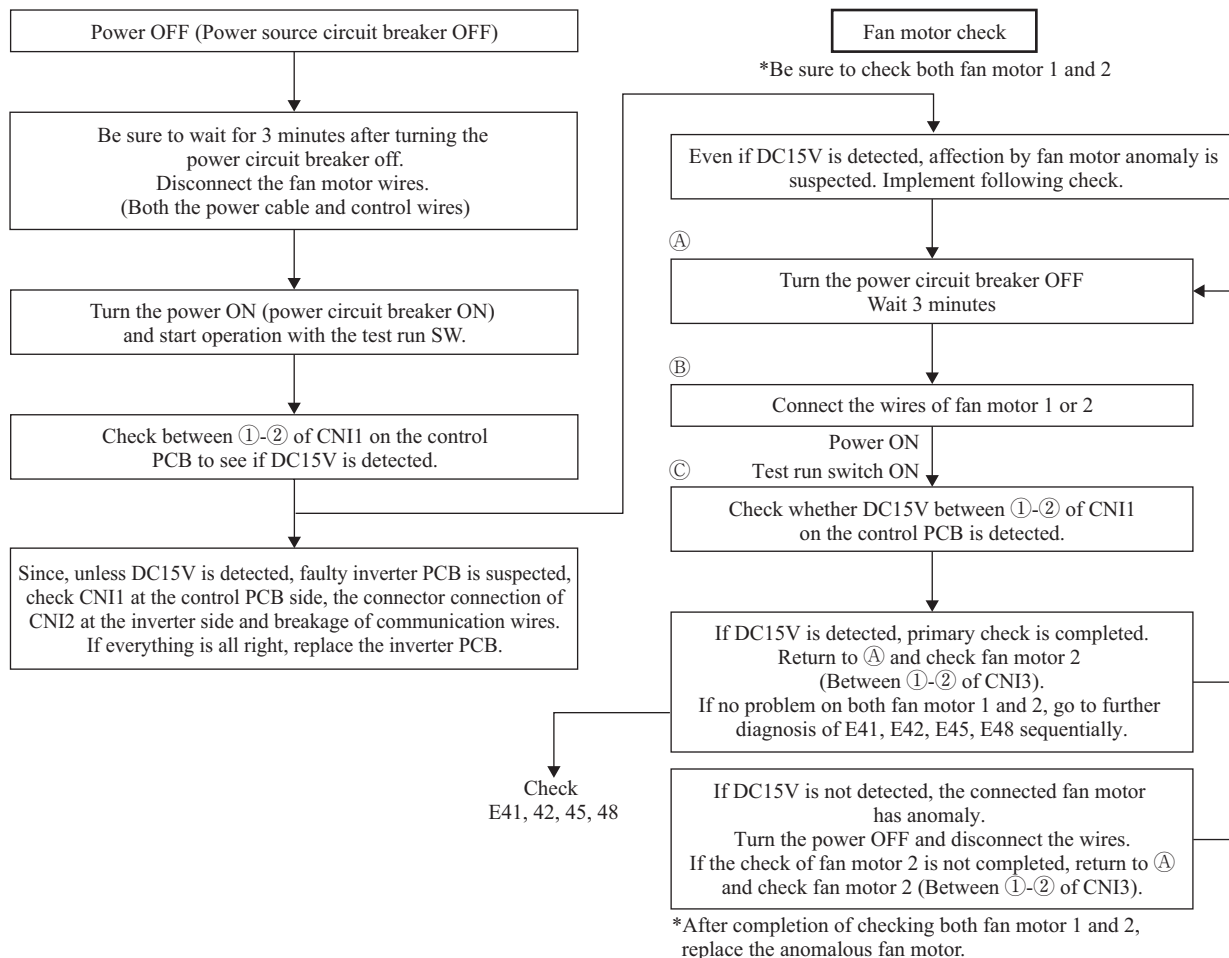 Power OFF (Power source circuit breaker OFF)
Be sure to wait for 3 minutes after turning the
power circuit breaker off.
Disconnect the fan motor wires.
(Both the power cable and control wires)
Turn the power ON (power circuit breaker ON)
and start operation with the test run SW.
Check between ①-② of CNI1 on the control
PCB to see if DC15V is detected.
Since, unless DC15V is detected, faulty inverter PCB is suspected,
check CNI1 at the control PCB side, the connector connection of
CNI2 at the inverter side and breakage of communication wires.
If everything is all right, replace the inverter PCB.
Fan motor check
*Be sure to check both fan motor 1 and 2
Even if DC15V is detected, affection by fan motor anomaly is
suspected. Implement following check.
Ⓐ
Turn the power circuit breaker OFF
Wait 3 minutes
Ⓑ
Connect the wires of fan motor 1 or 2
Power ON
Ⓒ Test run switch ON
Check whether DC15V between ①-② of CNI1
on the control PCB is detected.
If DC15V is detected, primary check is completed.
Return to Ⓐ and check fan motor 2
(Between ①-② of CNI3).
If no problem on both fan motor 1 and 2, go to further
diagnosis of E41, E42, E45, E48 sequentially.
Check
E41, 42, 45, 48
If DC15V is not detected, the connected fan motor
has anomaly.
Turn the power OFF and disconnect the wires.
If the check of fan motor 2 is not completed, return to Ⓐ
and check fan motor 2 (Between ①-② of CNI3).
*After completion of checking both fan motor 1 and 2,
replace the anomalous fan motor.